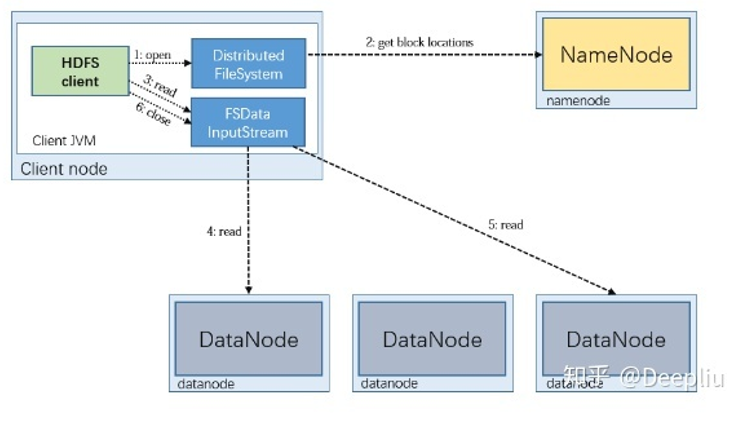 HDFS
client
1: open
Distributed
FileSystem
2: get block locations
NameNode
namenode
3: read
6: close
FSData
InputStream
Client JVM
Client node
4: read
5: read
DataNode
datanode
DataNode
datanode
DataNode
datanode
知乎 @Deepliu